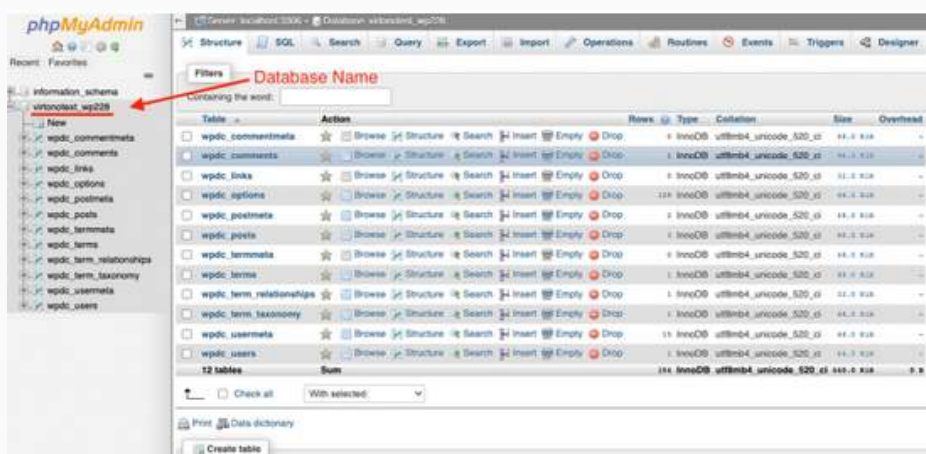 phpMyAdmin
Recent Favorites
information_schema
virtonotest_wp228
New
wpdc_commentmeta
wpdc_comments
wpdc_links
wpdc_options
wpdc_postmeta
wpdc_posts
wpdc_termmeta
wpdc_terms
wpdc_term_relationships
wpdc_term_taxonomy
wpdc_usermeta
wpdc_users
Server: localhost:3306 » Database: virtonotest_wp228
Structure SQL Search Query Export Import Operations Routines Events Triggers Designer
Filters
Database Name
Containing the word:
Table Action Rows Type Collation Size Overhead
wpdc_commentmeta Browse Structure Search Insert Empty Drop InnoDB utf8mb4_unicode_520_ci
wpdc_comments Browse Structure Search Insert Empty Drop InnoDB utf8mb4_unicode_520_ci
wpdc_links Browse Structure Search Insert Empty Drop InnoDB utf8mb4_unicode_520_ci
wpdc_options Browse Structure Search Insert Empty Drop InnoDB utf8mb4_unicode_520_ci
wpdc_postmeta Browse Structure Search Insert Empty Drop InnoDB utf8mb4_unicode_520_ci
wpdc_posts Browse Structure Search Insert Empty Drop InnoDB utf8mb4_unicode_520_ci
wpdc_termmeta Browse Structure Search Insert Empty Drop InnoDB utf8mb4_unicode_520_ci
wpdc_terms Browse Structure Search Insert Empty Drop InnoDB utf8mb4_unicode_520_ci
wpdc_term_relationships Browse Structure Search Insert Empty Drop InnoDB utf8mb4_unicode_520_ci
wpdc_term_taxonomy Browse Structure Search Insert Empty Drop InnoDB utf8mb4_unicode_520_ci
wpdc_usermeta Browse Structure Search Insert Empty Drop InnoDB utf8mb4_unicode_520_ci
wpdc_users Browse Structure Search Insert Empty Drop InnoDB utf8mb4_unicode_520_ci
12 tables Sum InnoDB utf8mb4_unicode_520_ci 0 B
Check all With selected:
Print Data dictionary
Create table